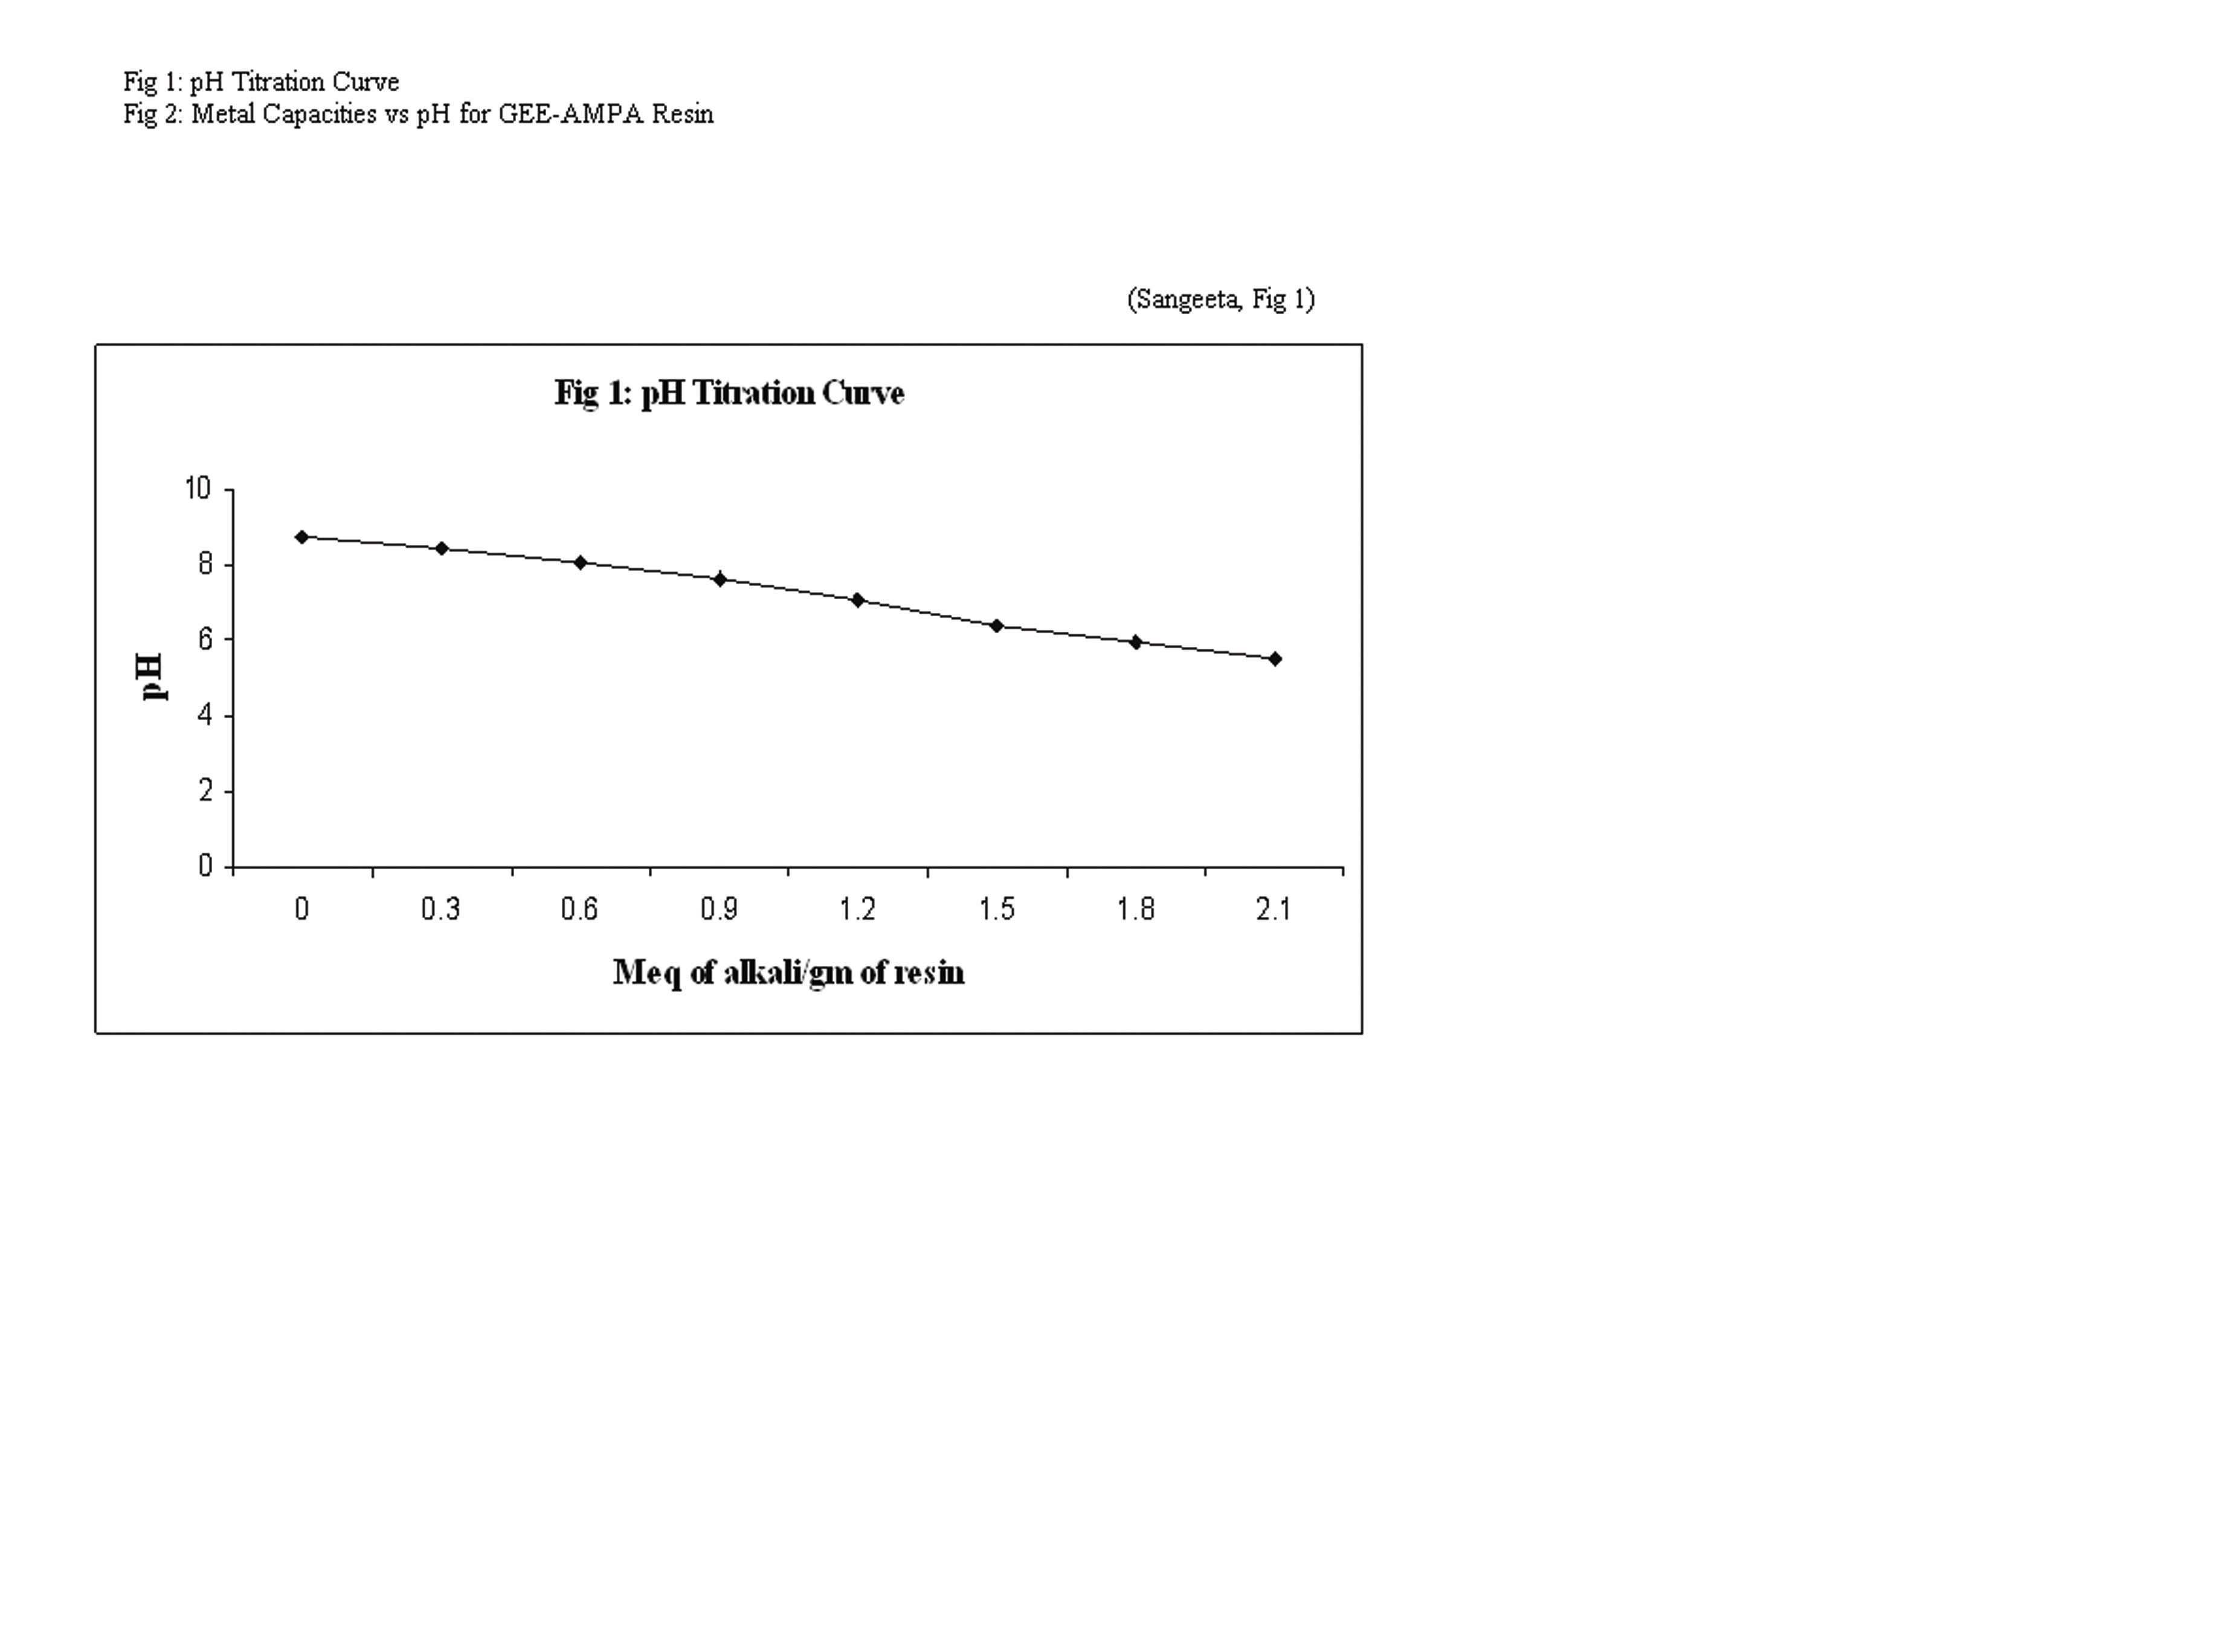 Fig 1: pH Titration Curve
Fig 2: Metal Capacities vs pH for GEE-AMPA Resin
(Sangeeta, Fig 1)
Fig 1: pH Titration Curve
10
8
6
4
2
0
pH
0 0.3 0.6 0.9 1.2 1.5 1.8 2.1
Meq of alkali/gm of resin